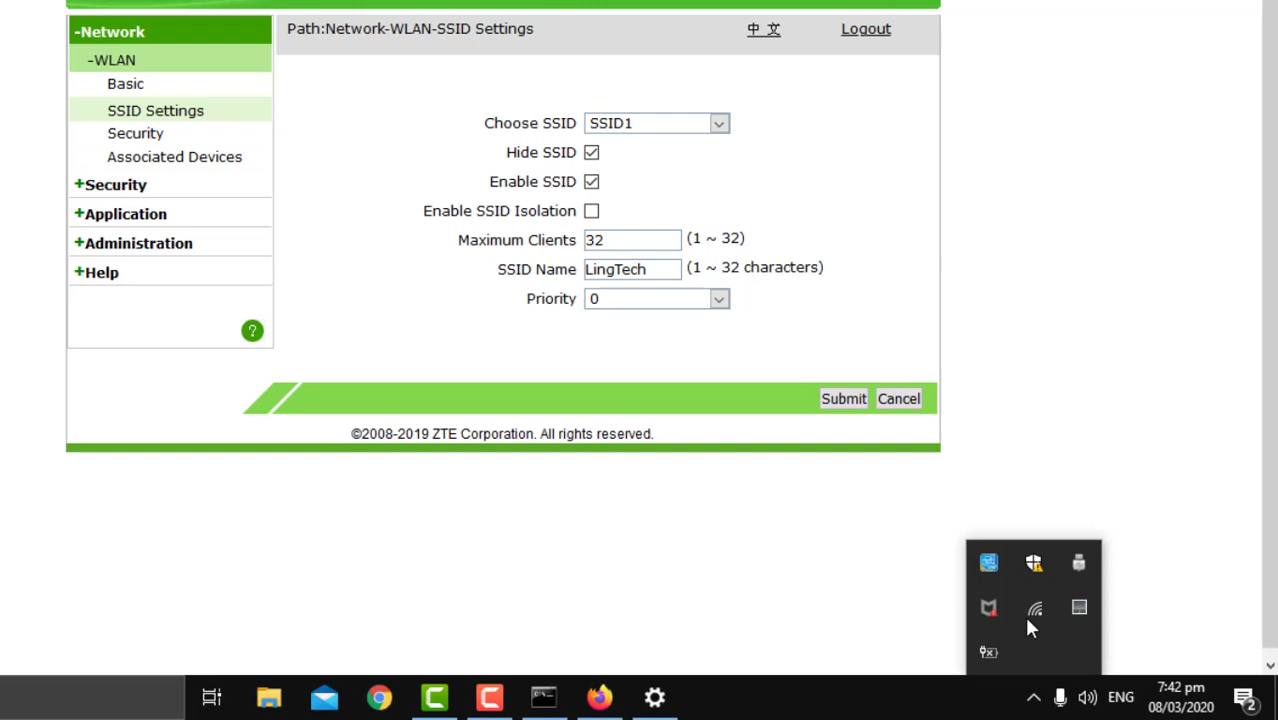 -Network
-WLAN
Basic
SSID Settings
Security
Associated Devices
+Security
+Application
+Administration
+Help
?
Path:Network-WLAN-SSID Settings
中 文
Logout
Choose SSID SSID1
Hide SSID
Enable SSID
Enable SSID Isolation
Maximum Clients 32 (1 ~ 32)
SSID Name LingTech (1 ~ 32 characters)
Priority 0
Submit Cancel
©2008-2019 ZTE Corporation. All rights reserved.
ENG
7:42 pm
08/03/2020
2